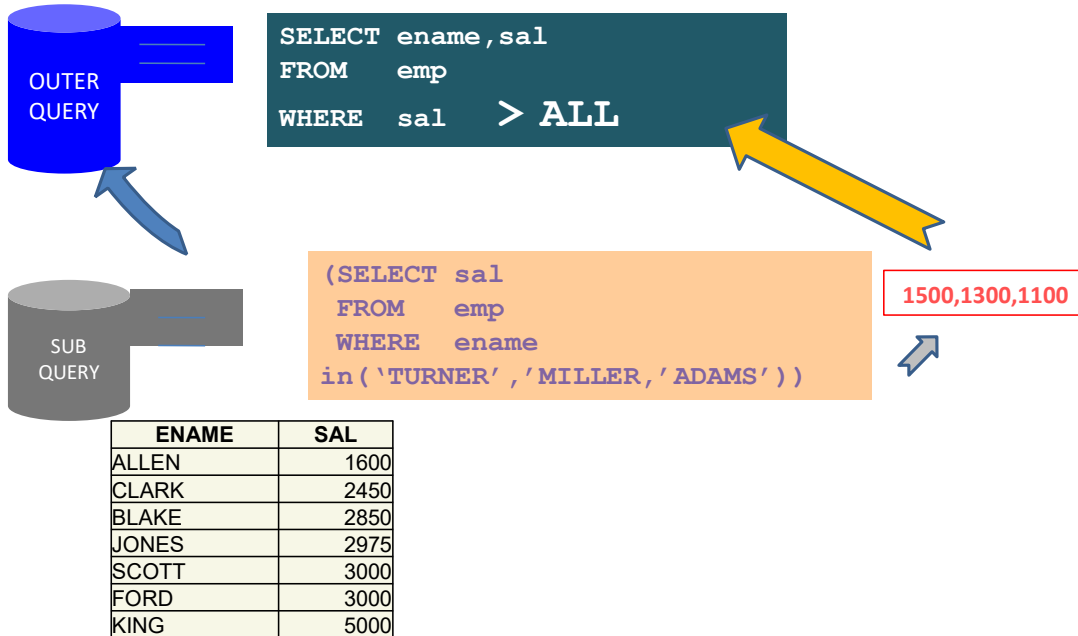 OUTER
QUERY
SELECT ename,sal
FROM emp
WHERE sal > ALL
SUB
QUERY
(SELECT sal
FROM emp
WHERE ename
in(‘TURNER’,’MILLER,’ADAMS’))
1500,1300,1100
ENAME SAL
ALLEN 1600
CLARK 2450
BLAKE 2850
JONES 2975
SCOTT 3000
FORD 3000
KING 5000